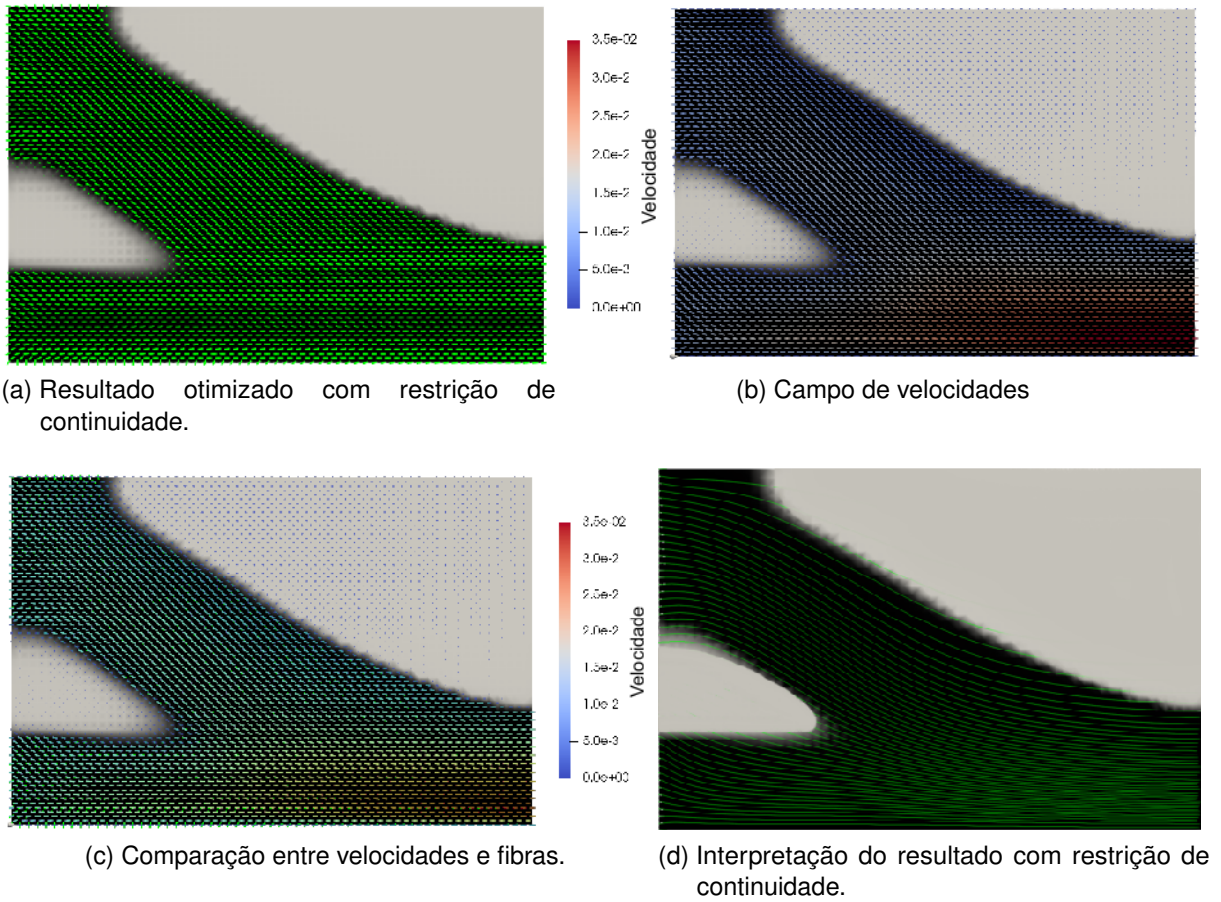 3.5e-02
3.0e-2
2.5e-2
2.0e-2
1.5e-2
1.0e-2
5.0e-3
0.0e+00
Velocidade
(a) Resultado otimizado com restrição de
continuidade.
(b) Campo de velocidades
3.5e-02
3.0e-2
2.5e-2
2.0e-2
1.5e-2
1.0e-2
5.0e-3
0.0e+00
Velocidade
(c) Comparação entre velocidades e fibras.
(d) Interpretação do resultado com restrição de
continuidade.